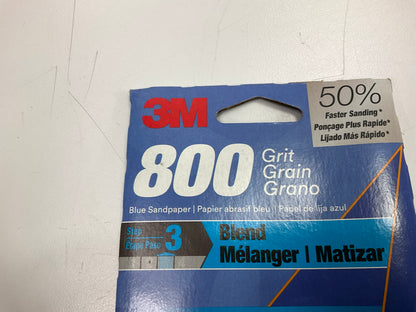 3M
50%
Faster Sanding*
Ponçage Plus Rapide*
Lijado Más Rápido*
800
Grit
Grain
Grano
Blue Sandpaper | Papier abrasif bleu | Papel de lija azul
Step
Étape Paso
3
Blend
Mélanger | Matizar